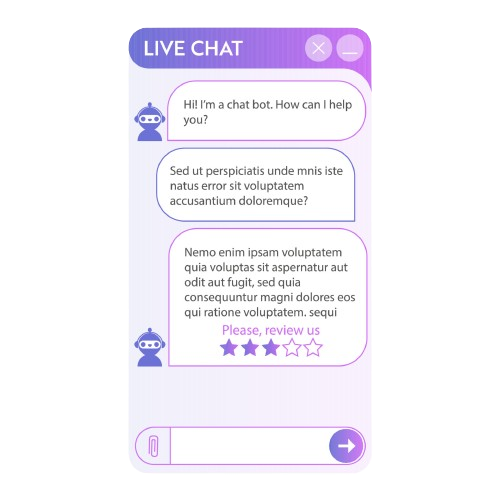 LIVE CHAT
Hi! I'm a chat bot. How can I help
you?
Sed ut perspiciatis unde mnis iste
natus error sit voluptatem
accusantium doloremque?
Nemo enim ipsam voluptatem
quia voluptas sit aspernatur aut
odit aut fugit, sed quia
consequuntur magni dolores eos
qui ratione voluptatem. sequi
Please, review us